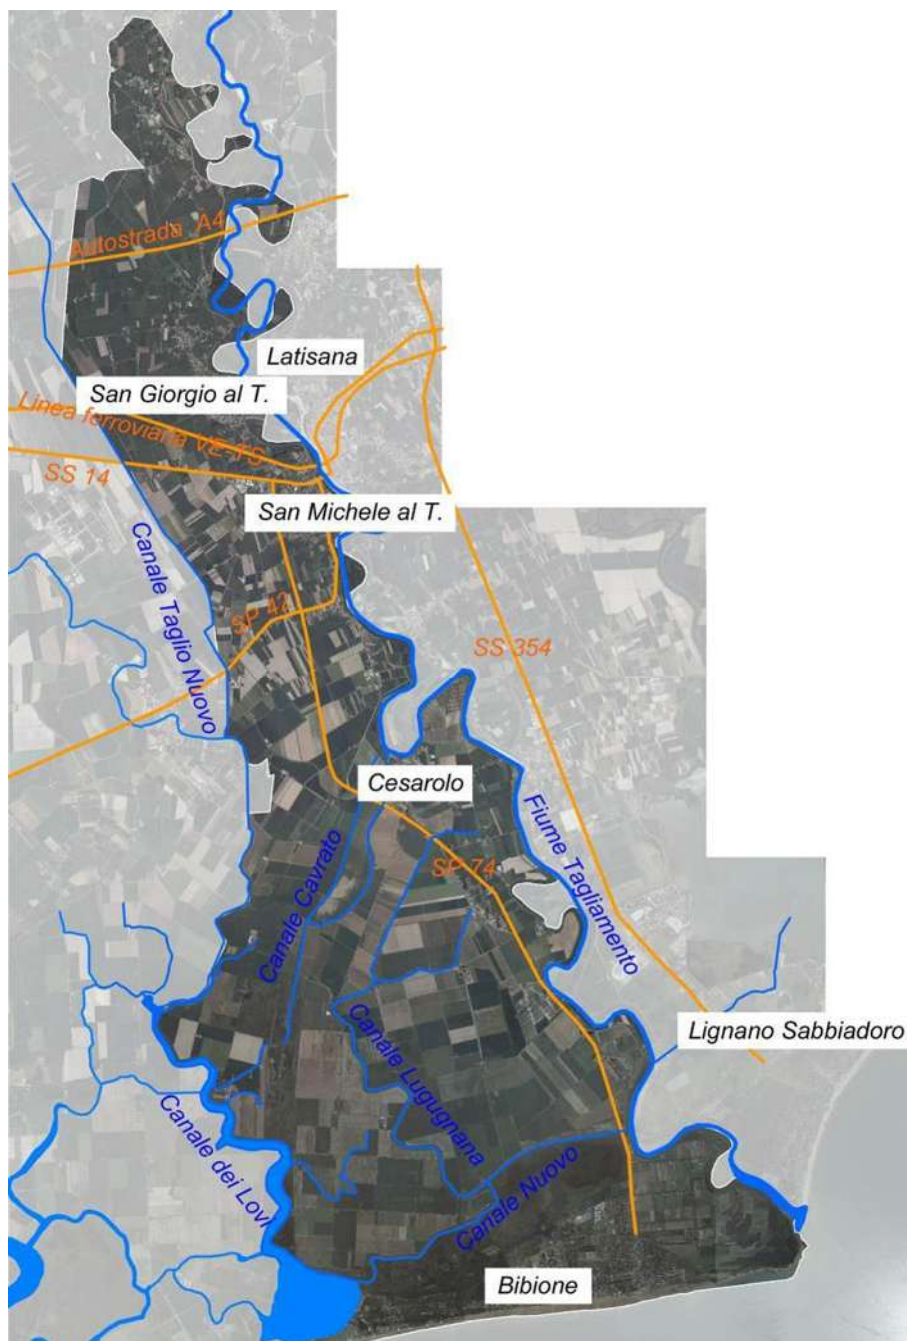 Autostrada A4
Latisana
San Giorgio al T.
Linea ferroviaria VE-TS
SS 14
San Michele al T.
Canale Taglio Nuovo
SP 42
SS 354
Cesarolo
Fiume Tagliamento
SP 74
Canale Cavrato
Canale Lugugnana
Lignano Sabbiadoro
Canale dei Lovi
Canale Nuovo
Bibione